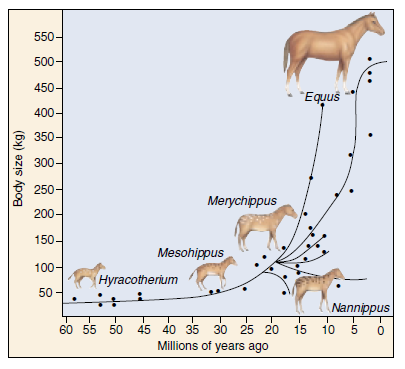 550
500
450
400
350
300
250
200
150
100
50
Body size (kg)
Equus
Merychippus
Mesohippus
Hyracotherium
Nannippus
60 55 50 45 40 35 30 25 20 15 10 5 0
Millions of years ago